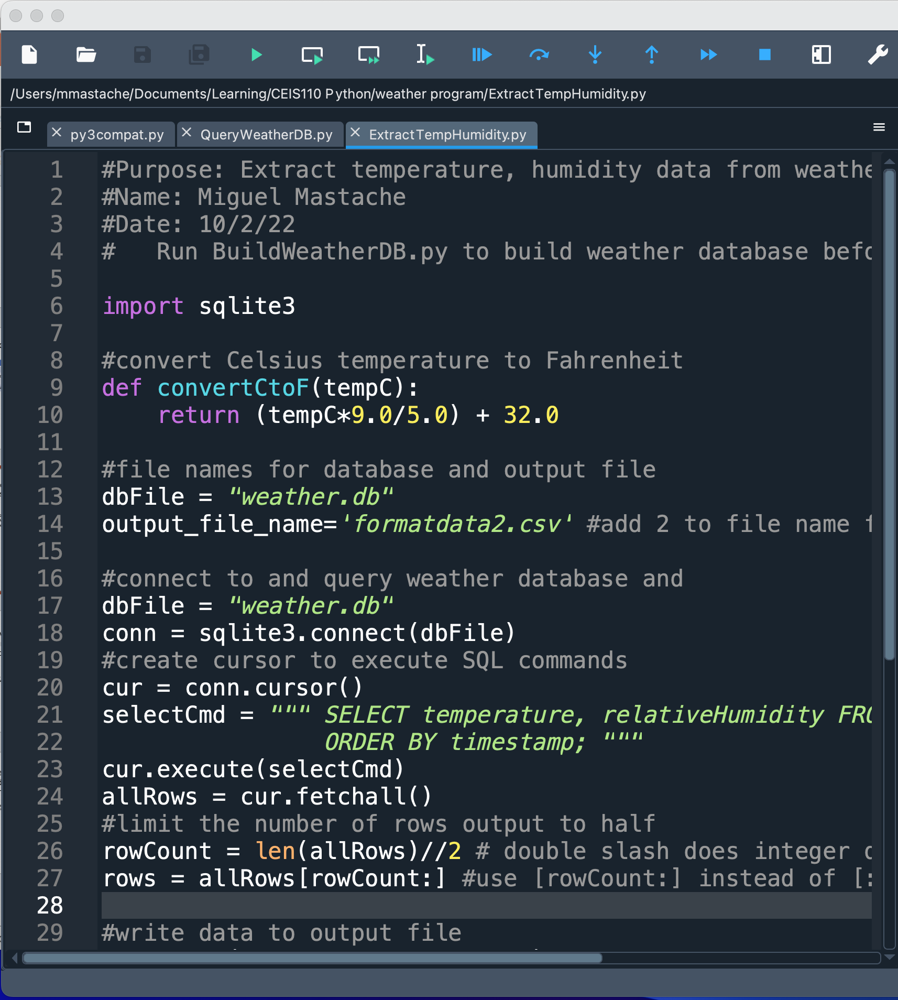 /Users/mmastache/Documents/Learning/CEIS110 Python/weather program/ExtractTempHumidity.py
py3compat.py QueryWeatherDB.py ExtractTempHumidity.py
1 #Purpose: Extract temperature, humidity data from weathe
2 #Name: Miguel Mastache
3 #Date: 10/2/22
4 #   Run BuildWeatherDB.py to build weather database befo
5
6 import sqlite3
7
8 #convert Celsius temperature to Fahrenheit
9 def convertCtoF(tempC):
10     return (tempC*9.0/5.0) + 32.0
11
12 #file names for database and output file
13 dbFile = "weather.db"
14 output_file_name='formatdata2.csv' #add 2 to file name f
15
16 #connect to and query weather database and
17 dbFile = "weather.db"
18 conn = sqlite3.connect(dbFile)
19 #create cursor to execute SQL commands
20 cur = conn.cursor()
21 selectCmd = """ SELECT temperature, relativeHumidity FRO
22                 ORDER BY timestamp; """
23 cur.execute(selectCmd)
24 allRows = cur.fetchall()
25 #limit the number of rows output to half
26 rowCount = len(allRows)//2 # double slash does integer d
27 rows = allRows[rowCount:] #use [rowCount:] instead of [:
28
29 #write data to output file